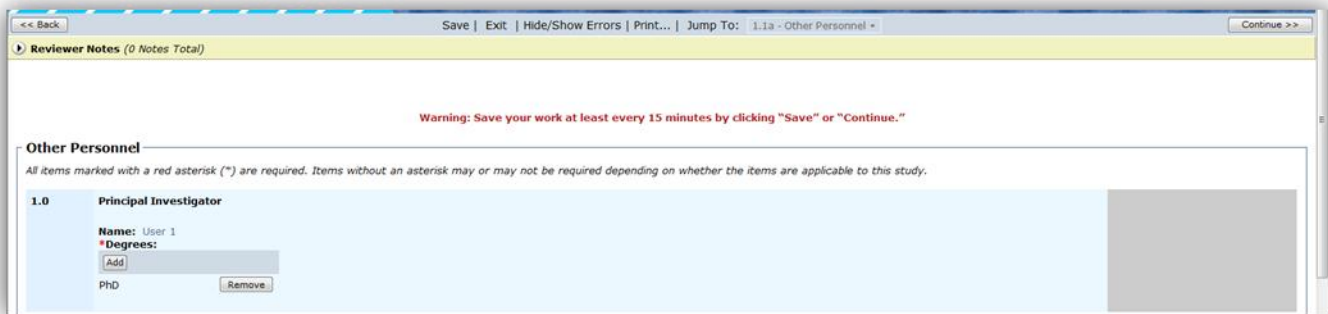 << Back Save | Exit | Hide/Show Errors | Print... | Jump To: 1.1a - Other Personnel Continue >>
Reviewer Notes (0 Notes Total)
Warning: Save your work at least every 15 minutes by clicking "Save" or "Continue."
Other Personnel
All items marked with a red asterisk (*) are required. Items without an asterisk may or may not be required depending on whether the items are applicable to this study.
1.0 Principal Investigator
Name: User 1
*Degrees:
Add
PhD Remove